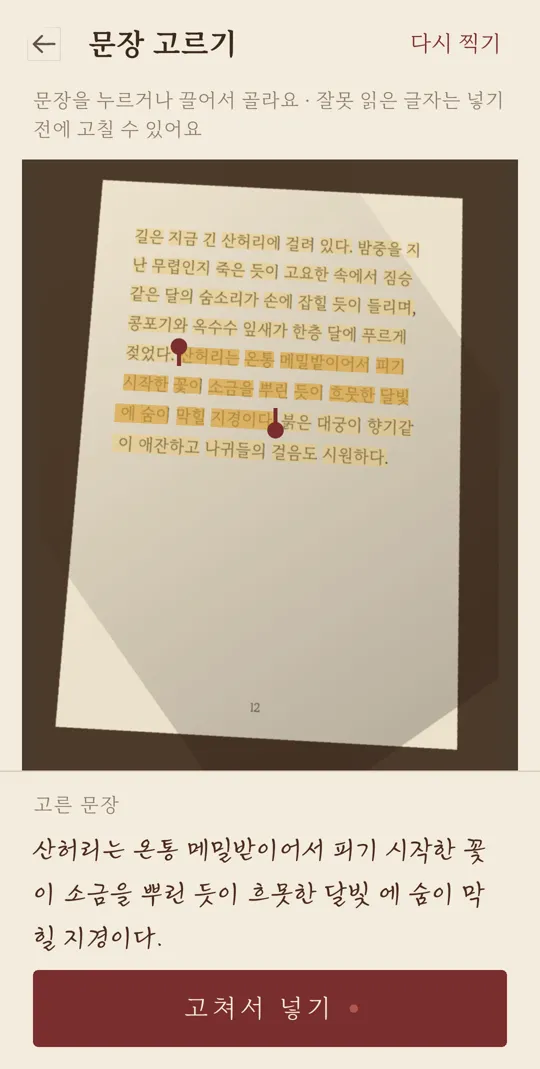 문장 고르기
다시 찍기
문장을 누르거나 끌어서 골라요 · 잘못 읽은 글자는 넣기
전에 고칠 수 있어요
길은 지금 긴 산허리에 걸려 있다. 밤중을 지
난 무렵인지 죽은 듯이 고요한 속에서 짐승
같은 달의 숨소리가 손에 잡힐 듯이 들리며,
콩포기와 옥수수 잎새가 한층 달에 푸르게
젖었다. 산허리는 온통 메밀밭이어서 피기
시작한 꽃이 소금을 뿌린 듯이 흐뭇한 달빛
에 숨이 막힐 지경이다. 붉은 대궁이 향기같
이 애잔하고 나귀들의 걸음도 시원하다.
12
고른 문장
산허리는 온통 메밀받이어서 피기 시작한 꽃
이 소금을 뿌린 듯이 흐뭇한 달빛 에 숨이 막
힐 지경이다.
고쳐서 넣기